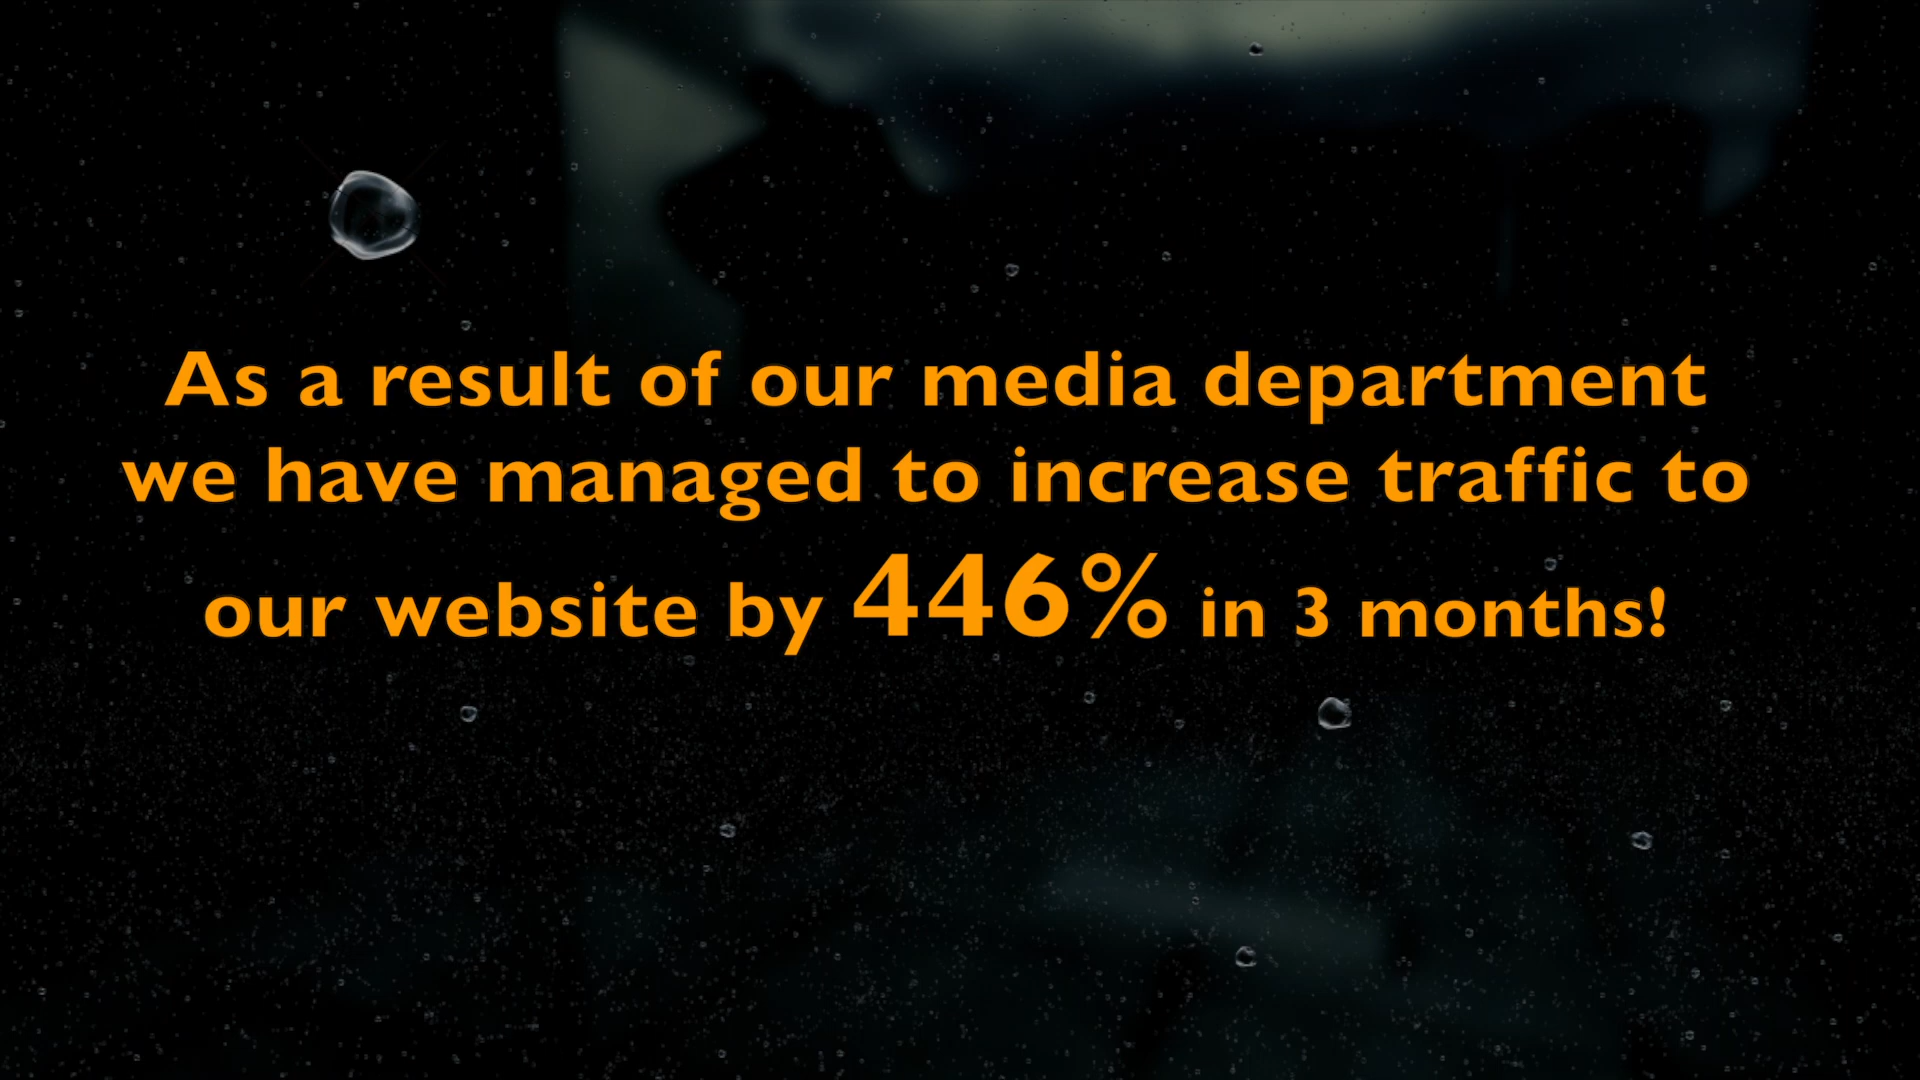 As a result of our media department
we have managed to increase traffic to
our website by 446% in 3 months!